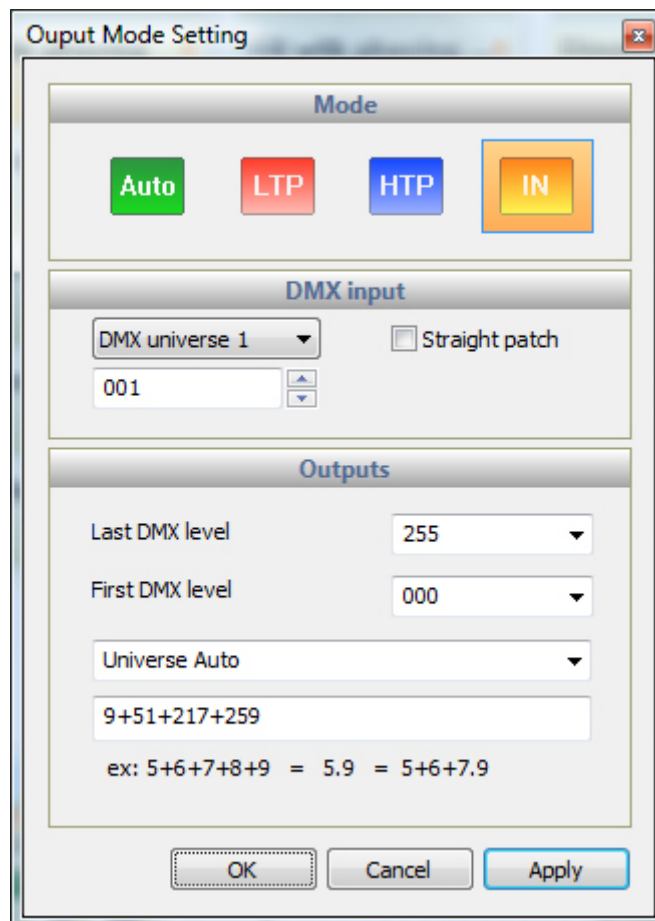 Ouput Mode Setting
Mode
Auto LTP HTP IN
DMX input
DMX universe 1 Straight patch
001
Outputs
Last DMX level 255
First DMX level 000
Universe Auto
9+51+217+259
ex: 5+6+7+8+9 = 5.9 = 5+6+7.9
OK Cancel Apply